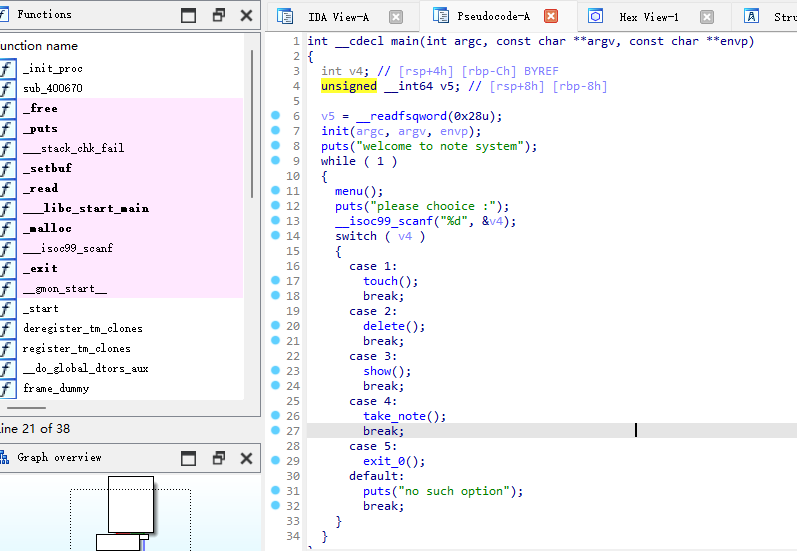 Functions
unction name
_init_proc
sub_400670
_free
_puts
___stack_chk_fail
_setbuf
_read
___libc_start_main
_malloc
___isoc99_scanf
_exit
__gmon_start__
_start
deregister_tm_clones
register_tm_clones
__do_global_dtors_aux
frame_dummy
ine 21 of 38
Graph overview
IDA View-A
Pseudocode-A
Hex View-1
Stru
1 int __cdecl main(int argc, const char **argv, const char **envp)
2 {
3 int v4; // [rsp+4h] [rbp-Ch] BYREF
4 unsigned __int64 v5; // [rsp+8h] [rbp-8h]
5
6 v5 = __readfsqword(0x28u);
7 init(argc, argv, envp);
8 puts("welcome to note system");
9 while ( 1 )
10 {
11 menu();
12 puts("please chooice :");
13 __isoc99_scanf("%d", &v4);
14 switch ( v4 )
15 {
16 case 1:
17 touch();
18 break;
19 case 2:
20 delete();
21 break;
22 case 3:
23 show();
24 break;
25 case 4:
26 take_note();
27 break;
28 case 5:
29 exit_0();
30 default:
31 puts("no such option");
32 break;
33 }
34 }